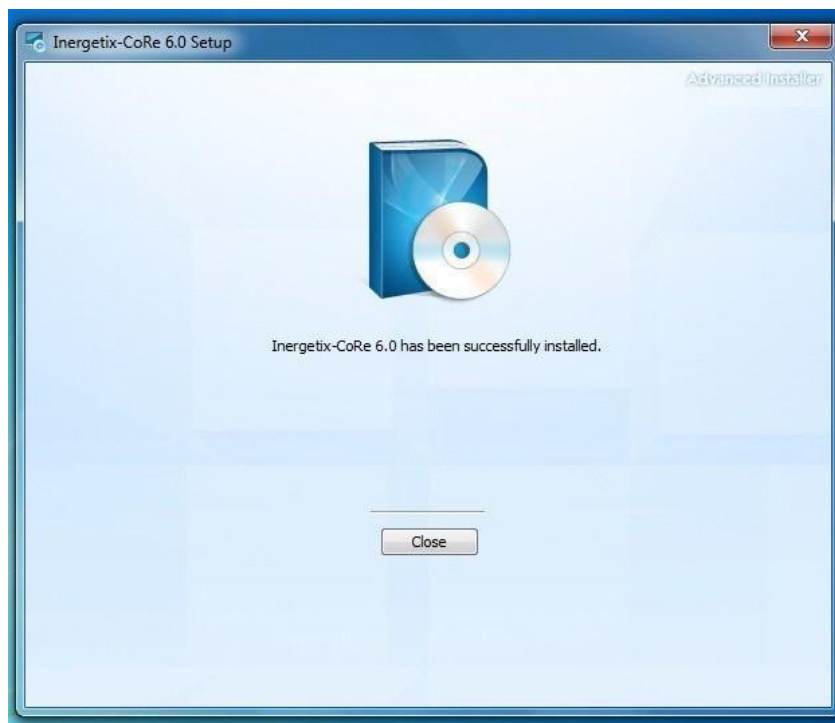 Inergetix-CoRe 6.0 Setup
Advanced Installer
Inergetix-CoRe 6.0 has been successfully installed.
Close